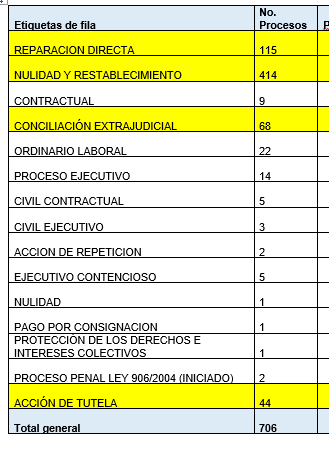 Etiquetas de fila No. Procesos
REPARACION DIRECTA 115
NULIDAD Y RESTABLECIMIENTO 414
CONTRACTUAL 9
CONCILIACIÓN EXTRAJUDICIAL 68
ORDINARIO LABORAL 22
PROCESO EJECUTIVO 14
CIVIL CONTRACTUAL 5
CIVIL EJECUTIVO 3
ACCION DE REPETICION 2
EJECUTIVO CONTENCIOSO 5
NULIDAD 1
PAGO POR CONSIGNACION 1
PROTECCIÓN DE LOS DERECHOS E
INTERESES COLECTIVOS 1
PROCESO PENAL LEY 906/2004 (INICIADO) 2
ACCIÓN DE TUTELA 44
Total general 706